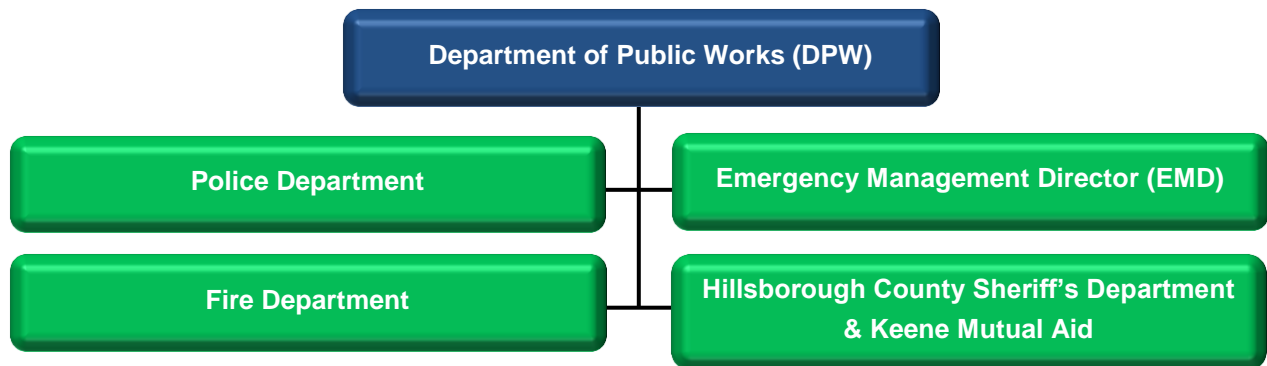 Department of Public Works (DPW)
Police Department
Emergency Management Director (EMD)
Fire Department
Hillsborough County Sheriff’s Department
& Keene Mutual Aid